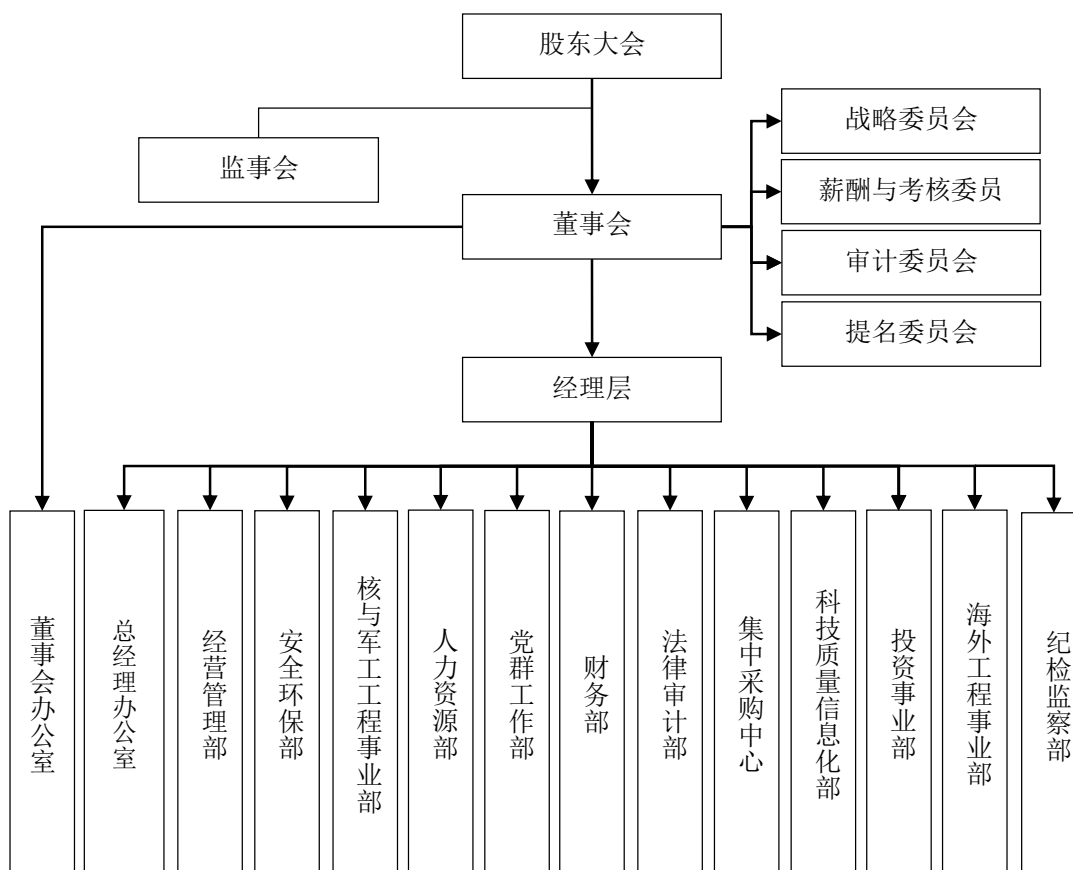 股东大会
战略委员会
监事会
薪酬与考核委员
董事会
审计委员会
提名委员会
经理层
董事会办公室
总经理办公室
经营管理部
安全环保部
核与军工工程事业部
人力资源部
党群工作部
财务部
法律审计部
集中采购中心
科技质量信息化部
投资事业部
海外工程事业部
纪检监察部